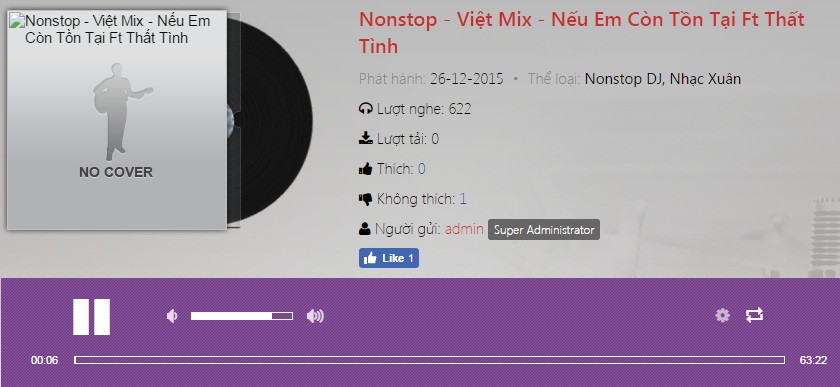 Nonstop - Việt Mix - Nếu Em
Còn Tồn Tại Ft Thất Tình
NO COVER
Nonstop - Việt Mix - Nếu Em Còn Tồn Tại Ft Thất
Tình
Phát hành: 26-12-2015 • Thể loại: Nonstop DJ, Nhạc Xuân
Lượt nghe: 622
Lượt tải: 0
Thích: 0
Không thích: 1
Người gửi: admin Super Administrator
Like 1
00:06
63:22